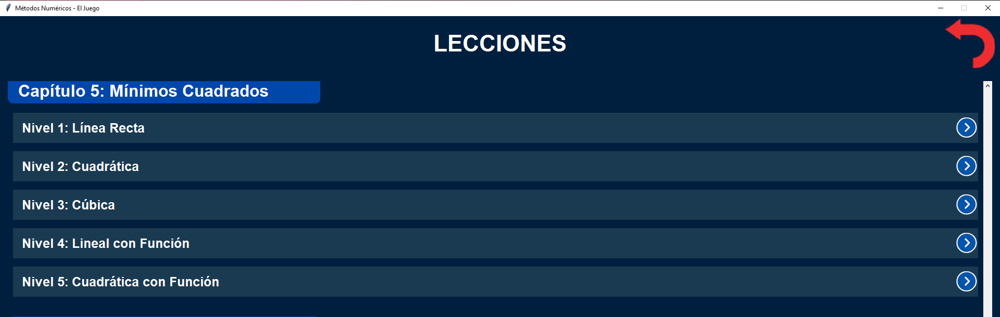 Métodos Numéricos - El Juego
LECCIONES
Capítulo 5: Mínimos Cuadrados
Nivel 1: Línea Recta
Nivel 2: Cuadrática
Nivel 3: Cúbica
Nivel 4: Lineal con Función
Nivel 5: Cuadrática con Función